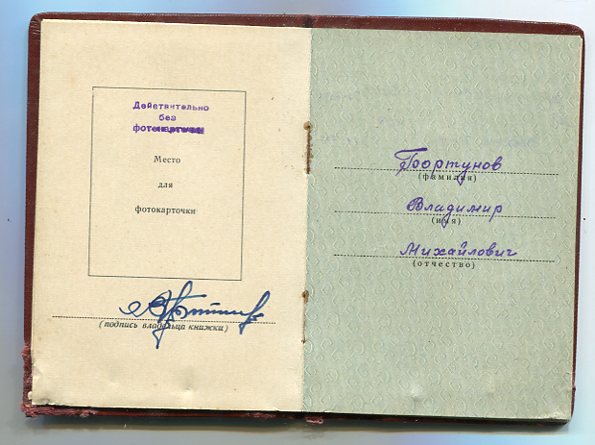 Действительно
без
фотокарточки
Место
для
фотокарточки
(подпись владельца книжки)
Фортунов
(фамилия)
Владимир
(имя)
Михайлович
(отчество)